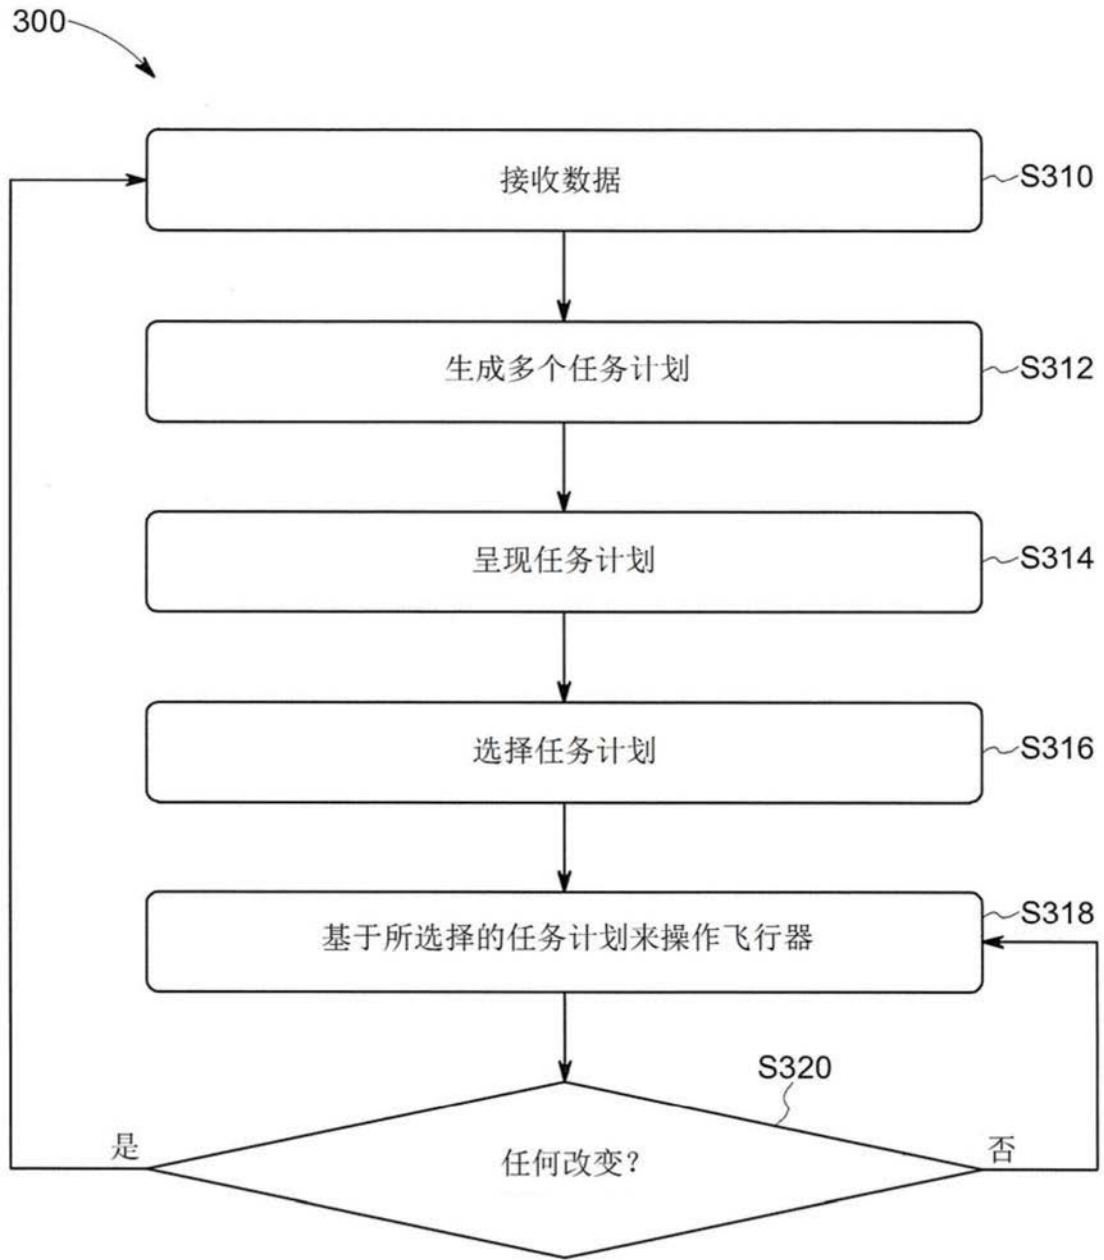 300
接收数据
S310
生成多个任务计划
S312
呈现任务计划
S314
选择任务计划
S316
基于所选择的任务计划来操作飞行器
S318
S320
是
任何改变?
否